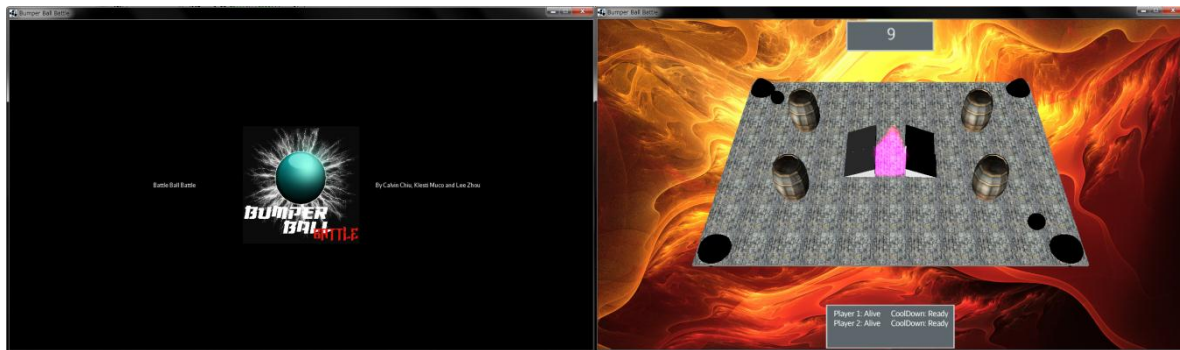 Bumper Ball Battle
Battle Ball Battle
BUMPER
BALL
BATTLE
By Calvin Chiu, Klesti Muco and Lee Zhou
Bumper Ball Battle
9
Player 1: Alive CoolDown: Ready
Player 2: Alive CoolDown: Ready